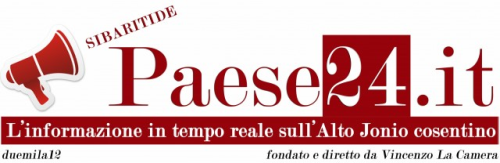 SIBARITIDE
Paese24.it
L'informazione in tempo reale sull'Alto Jonio cosentino
duemila12 fondato e diretto da Vincenzo La Camera